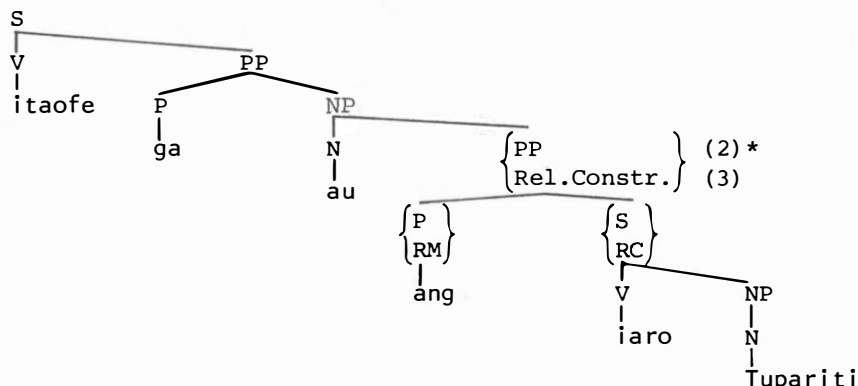 S
V PP
itaofe P NP
ga N {PP} (2)*
au {Rel.Constr.} (3)
{P} {S}
{RM} {RC}
ang V NP
iaro N
Tupariti